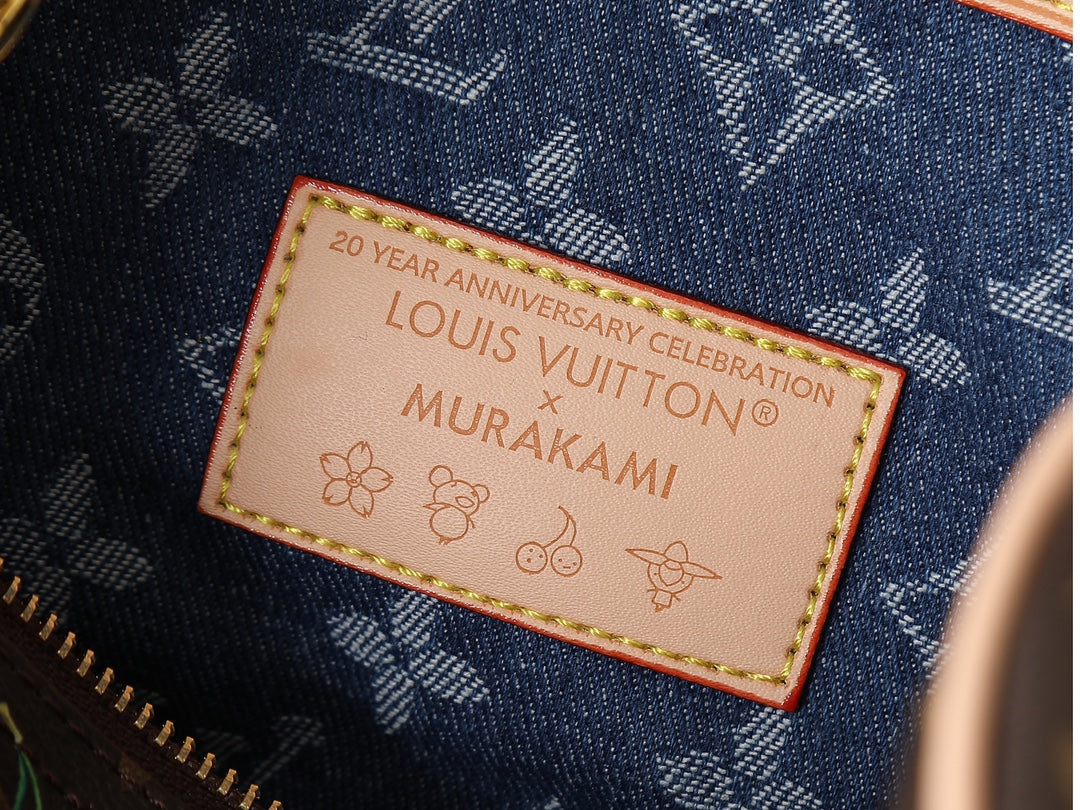 20 YEAR ANNIVERSARY CELEBRATION
LOUIS VUITTON®
x
MURAKAMI